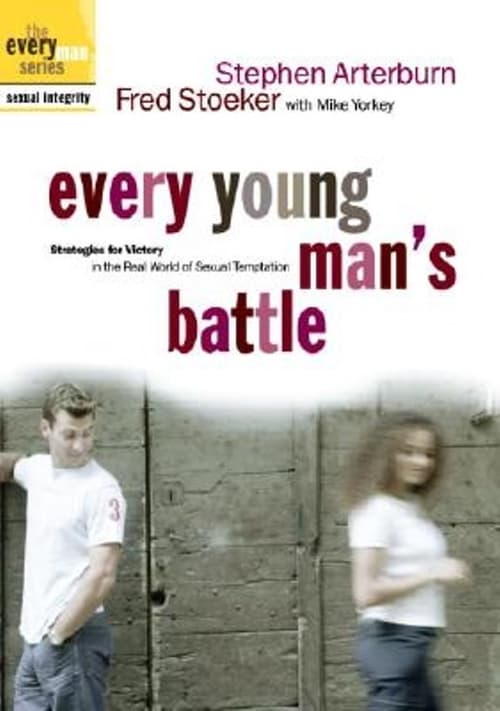 the
every man
series
sexual integrity
Stephen Arterburn
Fred Stoeker with Mike Yorkey
every young
man's
battle
Strategies for Victory
in the Real World of Sexual Temptation
3